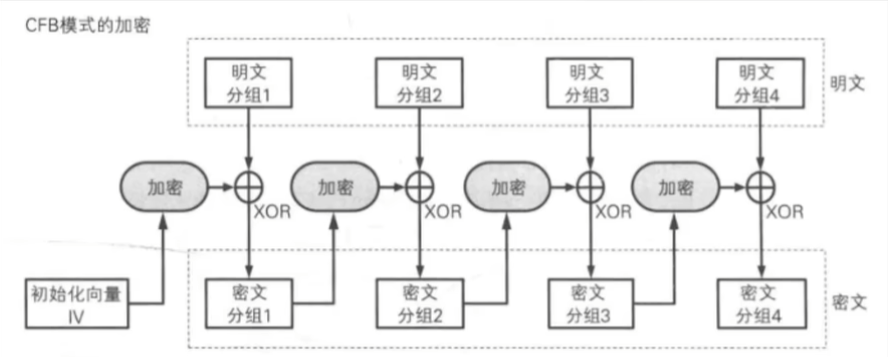 CFB模式的加密
明文
分组1
明文
分组2
明文
分组3
明文
分组4
明文
加密
XOR
加密
XOR
加密
XOR
加密
XOR
初始化向量
IV
密文
分组1
密文
分组2
密文
分组3
密文
分组4
密文